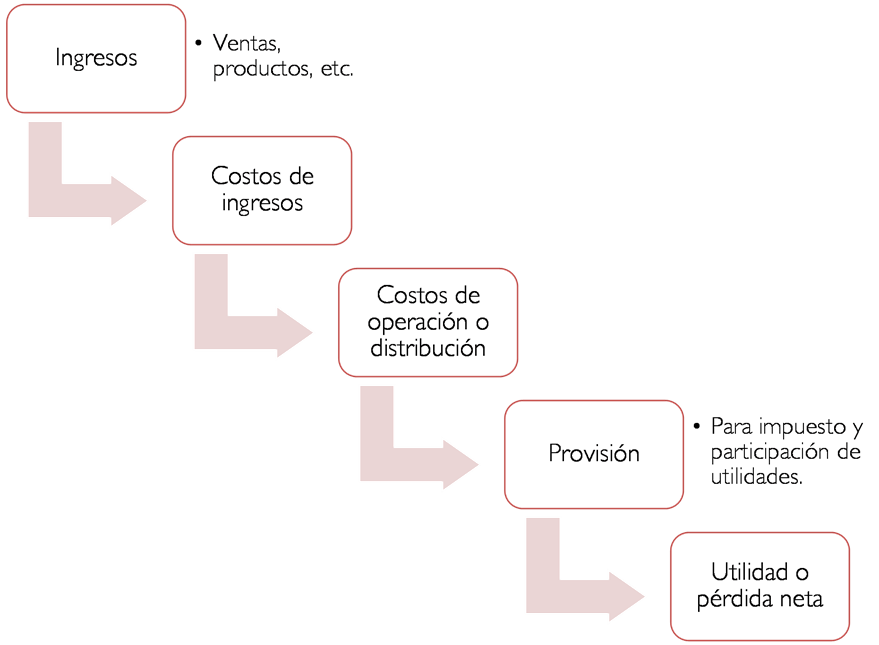 Ingresos
• Ventas,
productos, etc.
Costos de
ingresos
Costos de
operación o
distribución
Provisión
• Para impuesto y
participación de
utilidades.
Utilidad o
pérdida neta